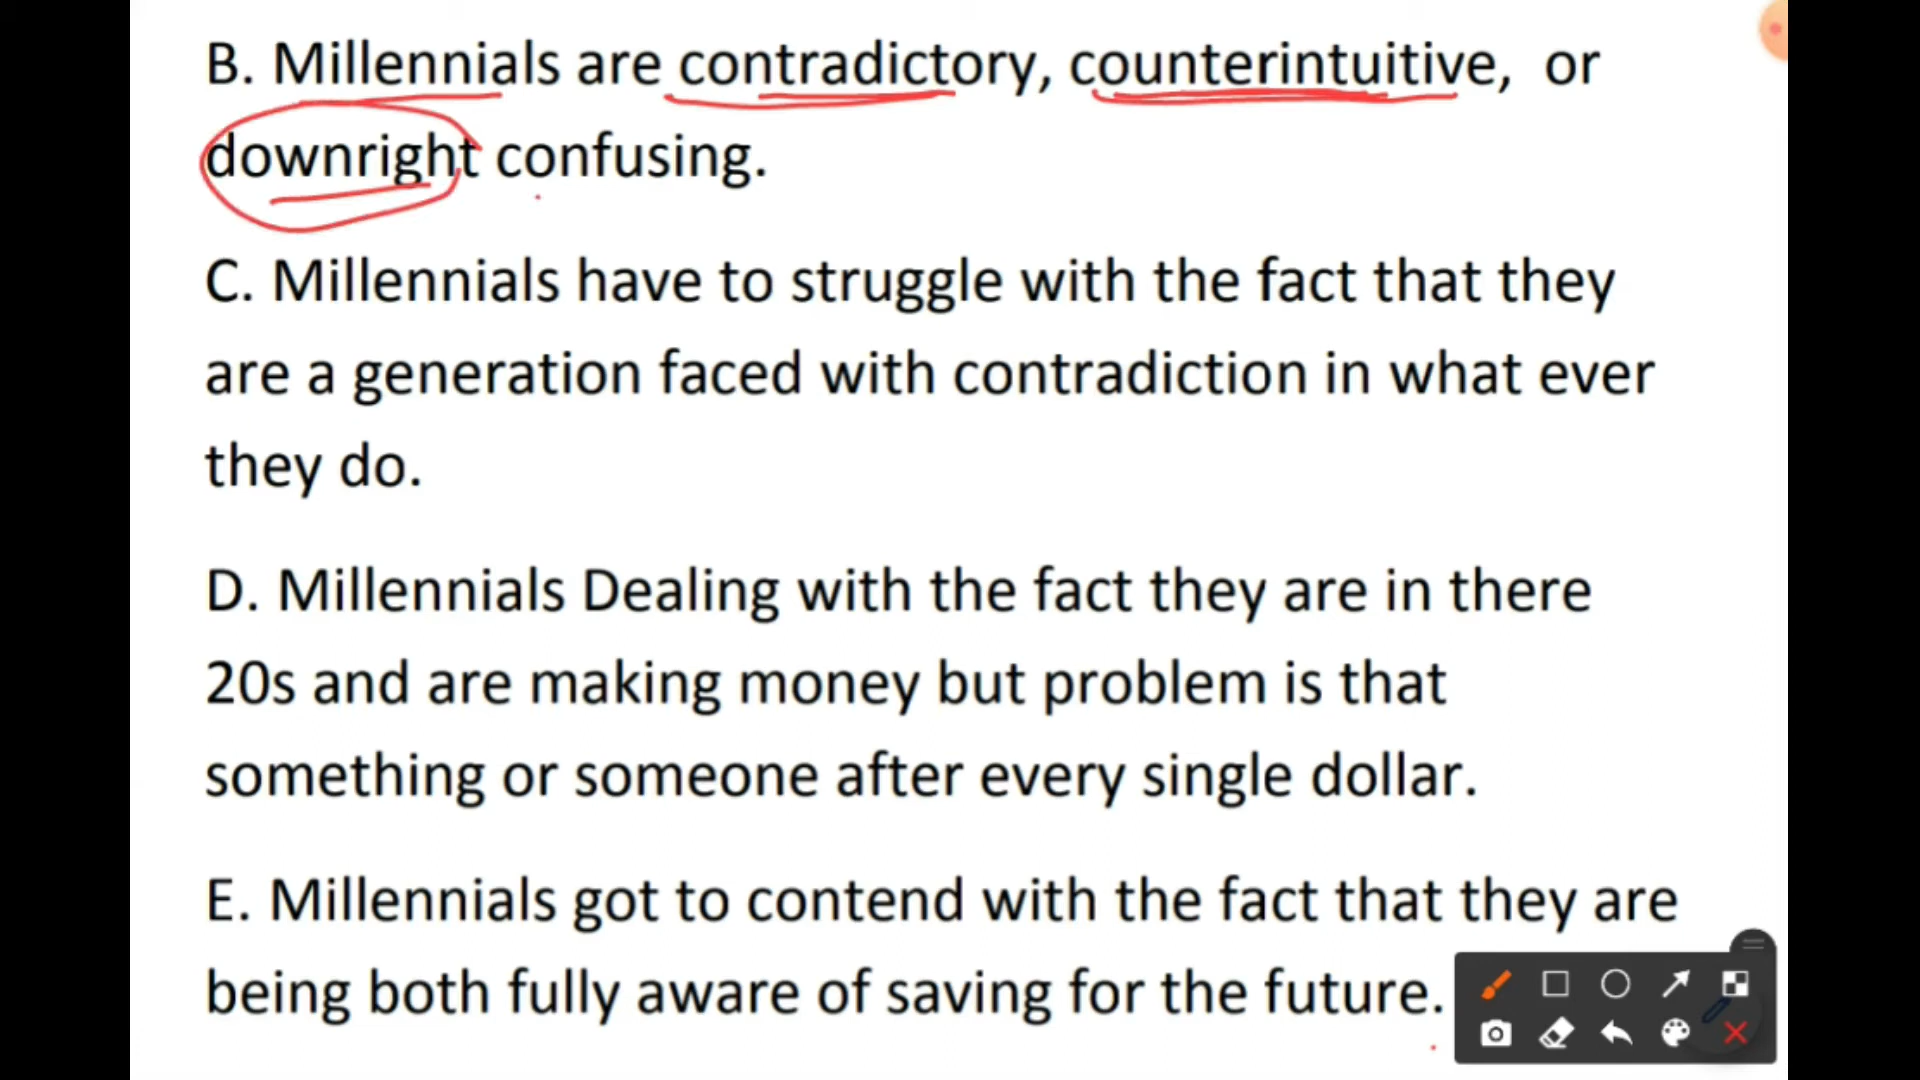 B. Millennials are contradictory, counterintuitive, or
downright confusing.
C. Millennials have to struggle with the fact that they
are a generation faced with contradiction in what ever
they do.
D. Millennials Dealing with the fact they are in there
20s and are making money but problem is that
something or someone after every single dollar.
E. Millennials got to contend with the fact that they are
being both fully aware of saving for the future.